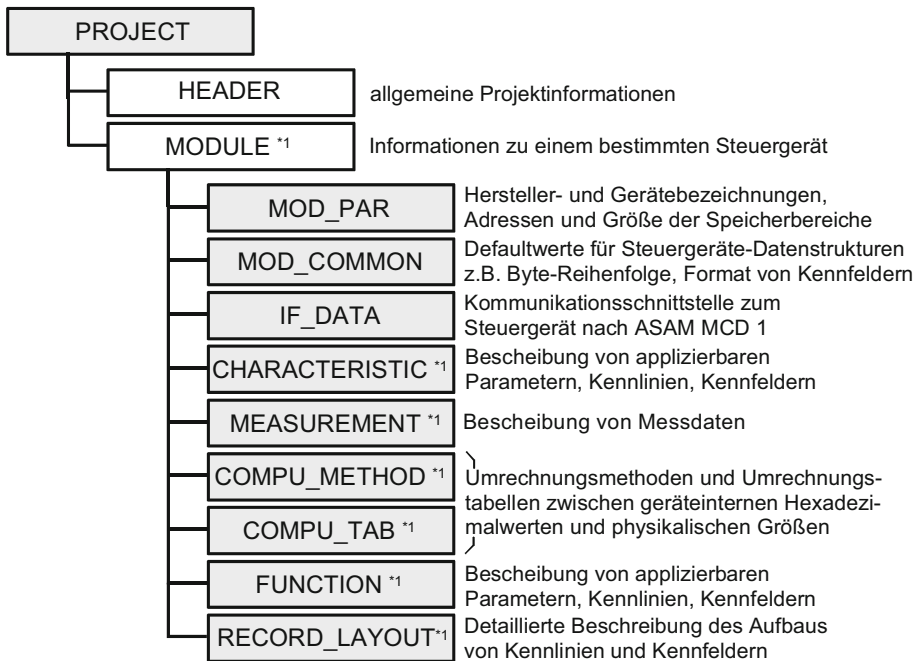 PROJECT
HEADER
allgemeine Projektinformationen
MODULE *1
Informationen zu einem bestimmten Steuergerät
MOD_PAR
Hersteller- und Gerätebezeichnungen,
Adressen und Größe der Speicherbereiche
MOD_COMMON
Defaultwerte für Steuergeräte-Datenstrukturen
z.B. Byte-Reihenfolge, Format von Kennfeldern
IF_DATA
Kommunikationsschnittstelle zum
Steuergerät nach ASAM MCD 1
CHARACTERISTIC *1
Bescheibung von applizierbaren
Parametern, Kennlinien, Kennfeldern
MEASUREMENT *1
Bescheibung von Messdaten
COMPU_METHOD *1
COMPU_TAB *1
Umrechnungsmethoden und Umrechnungs-
tabellen zwischen geräteinternen Hexadezi-
malwerten und physikalischen Größen
FUNCTION *1
Bescheibung von applizierbaren
Parametern, Kennlinien, Kennfeldern
RECORD_LAYOUT*1
Detaillierte Beschreibung des Aufbaus
von Kennlinien und Kennfeldern